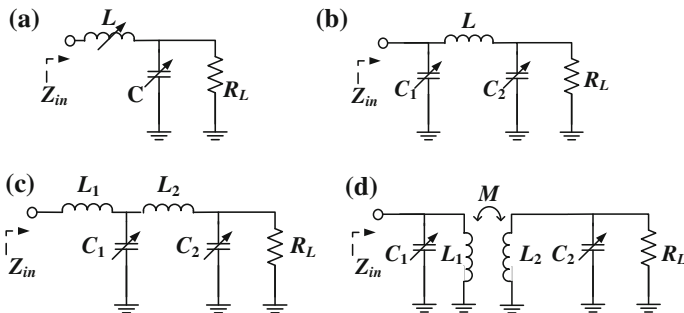 (a)
L
Z_in
C
R_L
(b)
L
Z_in
C_1
C_2
R_L
(c)
L_1
L_2
Z_in
C_1
C_2
R_L
(d)
M
Z_in
C_1
L_1
L_2
C_2
R_L